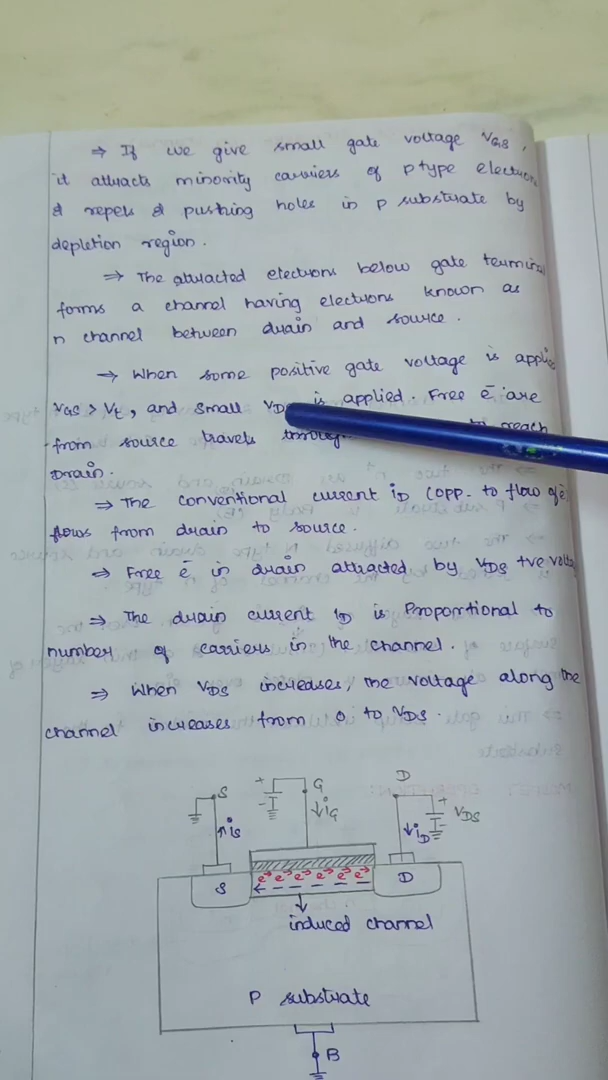 ⇒ If we give small gate voltage VGS,
it attracts minority carriers of P type electrons
& repels & pushing holes in P substrate by
depletion region.
⇒ The attracted electrons below gate terminal
forms a channel having electrons known as
n channel between drain and source.
⇒ When some positive gate voltage is applied
VGS > Vt, and small VDS is applied. Free e⁻ are
from source travels through to reach
Drain.
⇒ The conventional current iD (opp. to flow of e⁻)
flows from drain to source.
⇒ Free e⁻ in drain attracted by VDS +ve voltage
⇒ The drain current iD is Proportional to
number of carriers in the channel.
⇒ When VDS increases, the voltage along the
channel increases from 0 to VDS.
S + - G D +
↑iS ↓iG ↓iD - VDS
e⁻ e⁻ e⁻ e⁻ e⁻ e⁻
S D
induced channel
P substrate
B